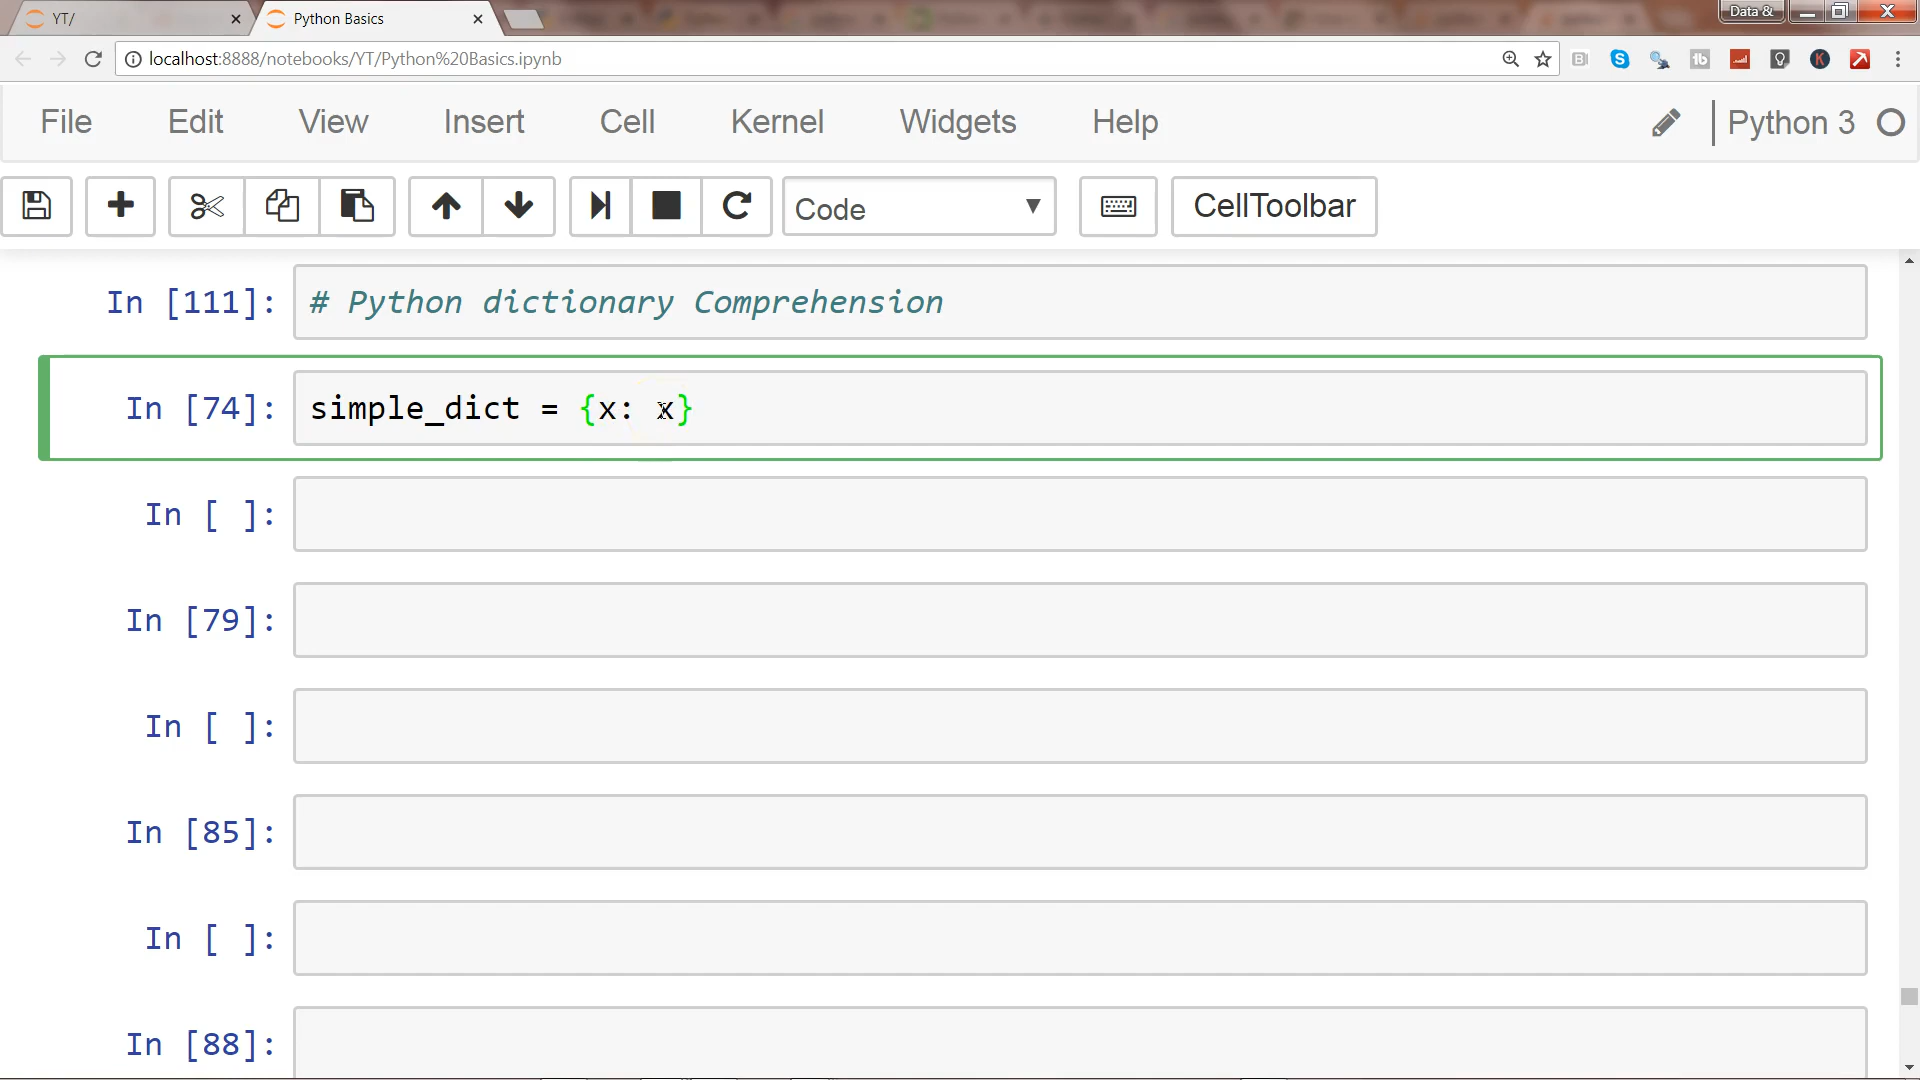 YT/
Python Basics
Data &
localhost:8888/notebooks/YT/Python%20Basics.ipynb
File Edit View Insert Cell Kernel Widgets Help Python 3
Code CellToolbar
In [111]: # Python dictionary Comprehension
In [74]: simple_dict = {x: x}
In [ ]:
In [79]:
In [ ]:
In [85]:
In [ ]:
In [88]: